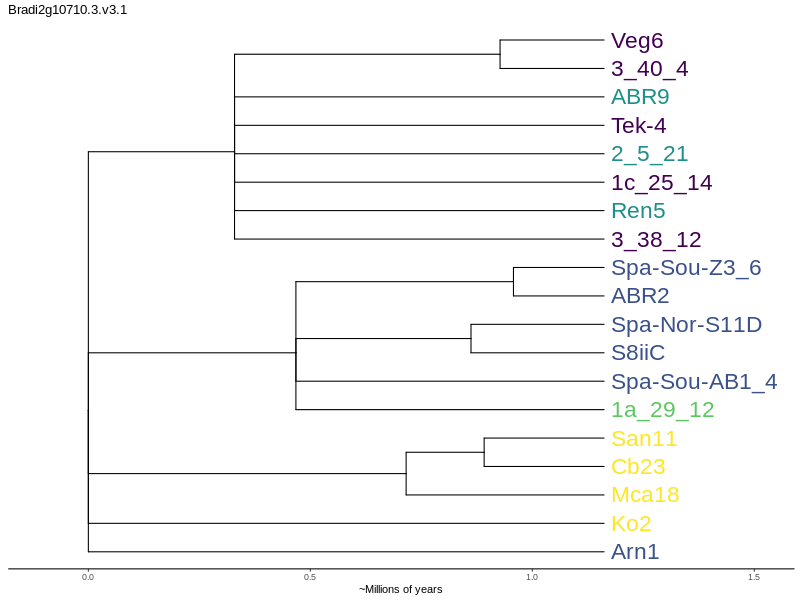 Bradi2g10710.3.v3.1
Veg6
3_40_4
ABR9
Tek-4
2_5_21
1c_25_14
Ren5
3_38_12
Spa-Sou-Z3_6
ABR2
Spa-Nor-S11D
S8iiC
Spa-Sou-AB1_4
1a_29_12
San11
Cb23
Mca18
Ko2
Arn1
0.0 0.5 1.0 1.5
~Millions of years